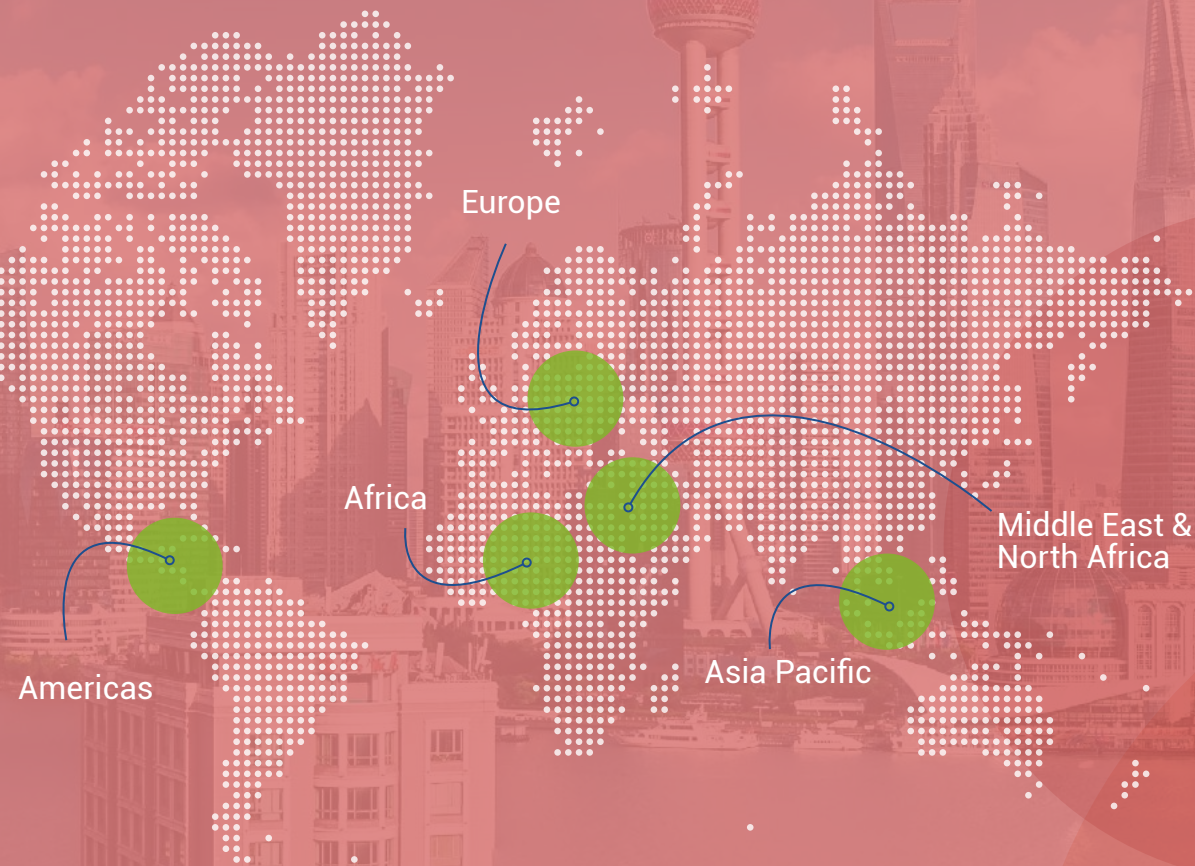 Europe
Africa
Middle East &
North Africa
Asia Pacific
Americas